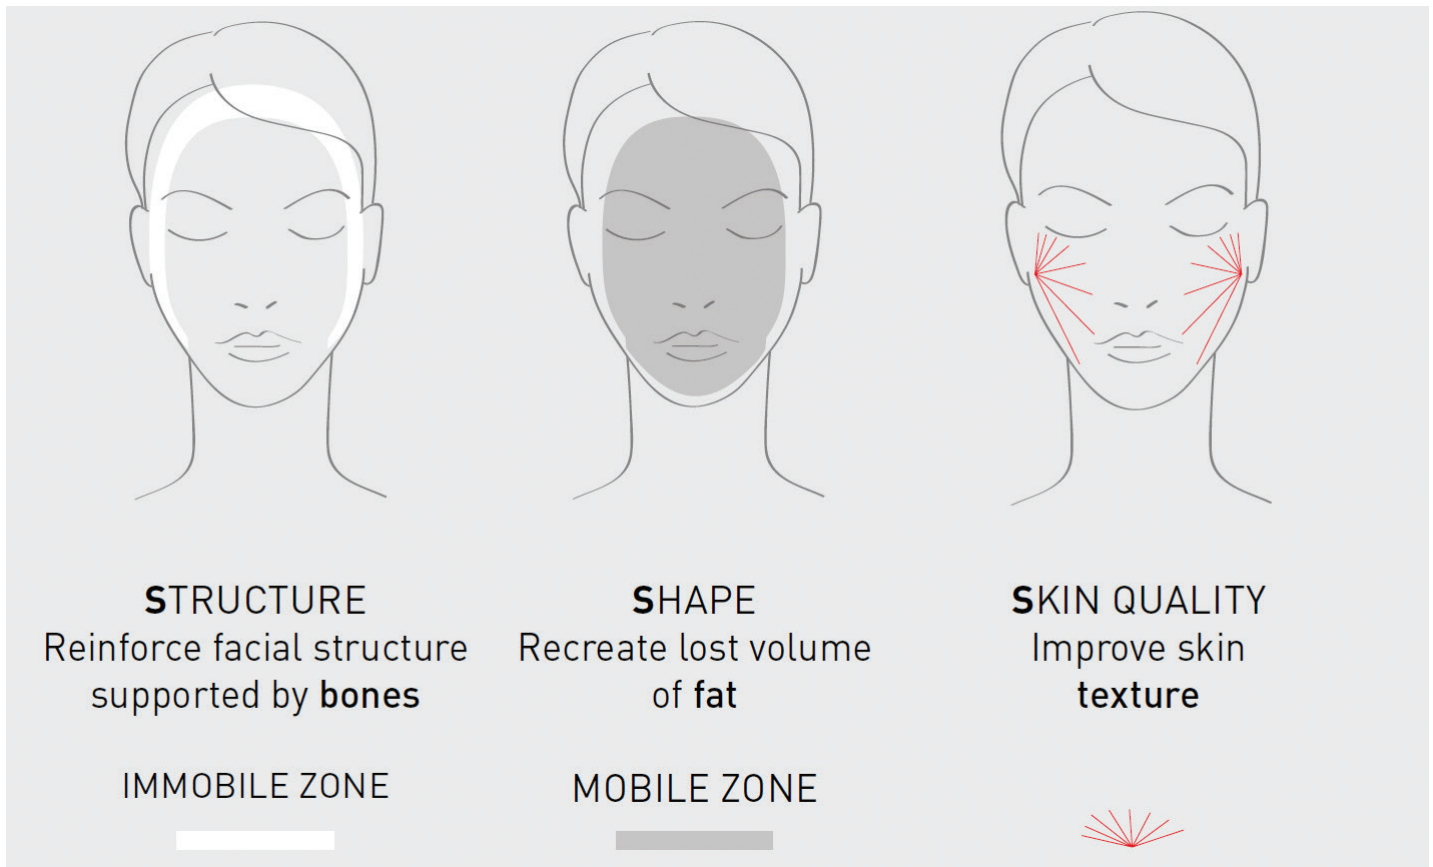 STRUCTURE
Reinforce facial structure
supported by bones
IMMOBILE ZONE
SHAPE
Recreate lost volume
of fat
MOBILE ZONE
SKIN QUALITY
Improve skin
texture